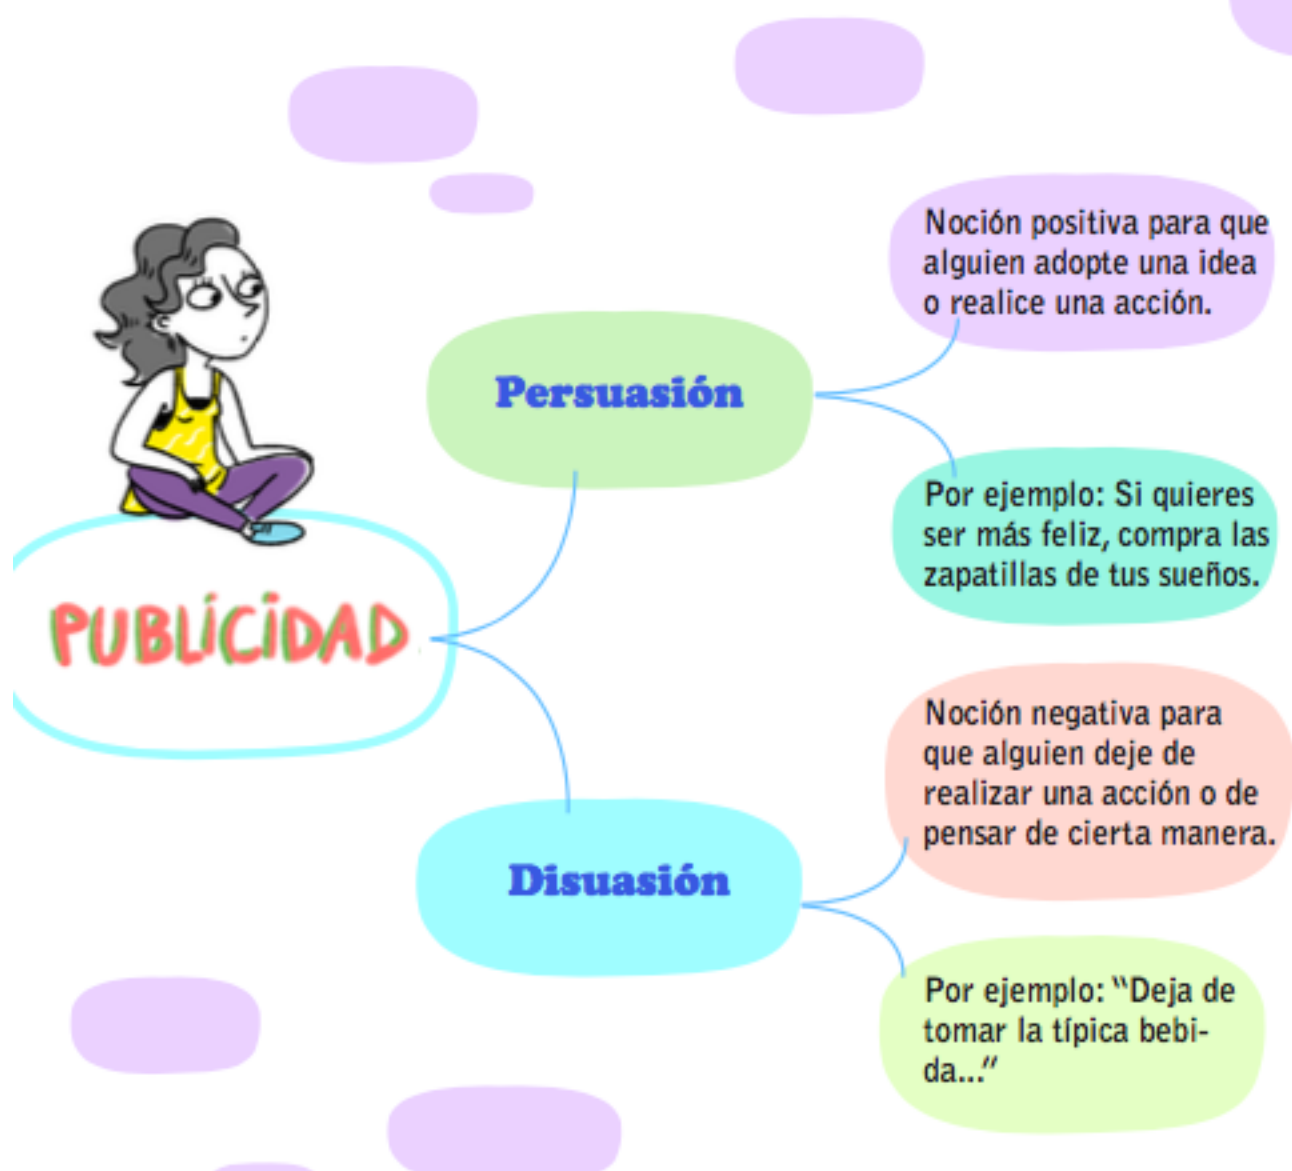 Noción positiva para que
alguien adopte una idea
o realice una acción.
Persuasión
Por ejemplo: Si quieres
ser más feliz, compra las
zapatillas de tus sueños.
PUBLICIDAD
Noción negativa para
que alguien deje de
realizar una acción o de
pensar de cierta manera.
Disuasión
Por ejemplo: “Deja de
tomar la típica bebi-
da...”